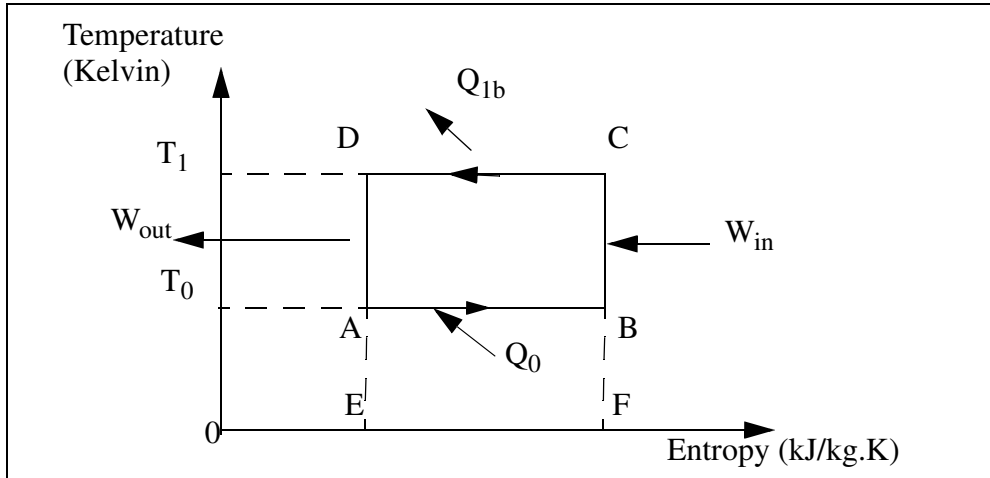 Temperature
(Kelvin)
Q1b
D
C
T1
Wout
Win
T0
A
B
Q0
E
F
0
Entropy (kJ/kg.K)